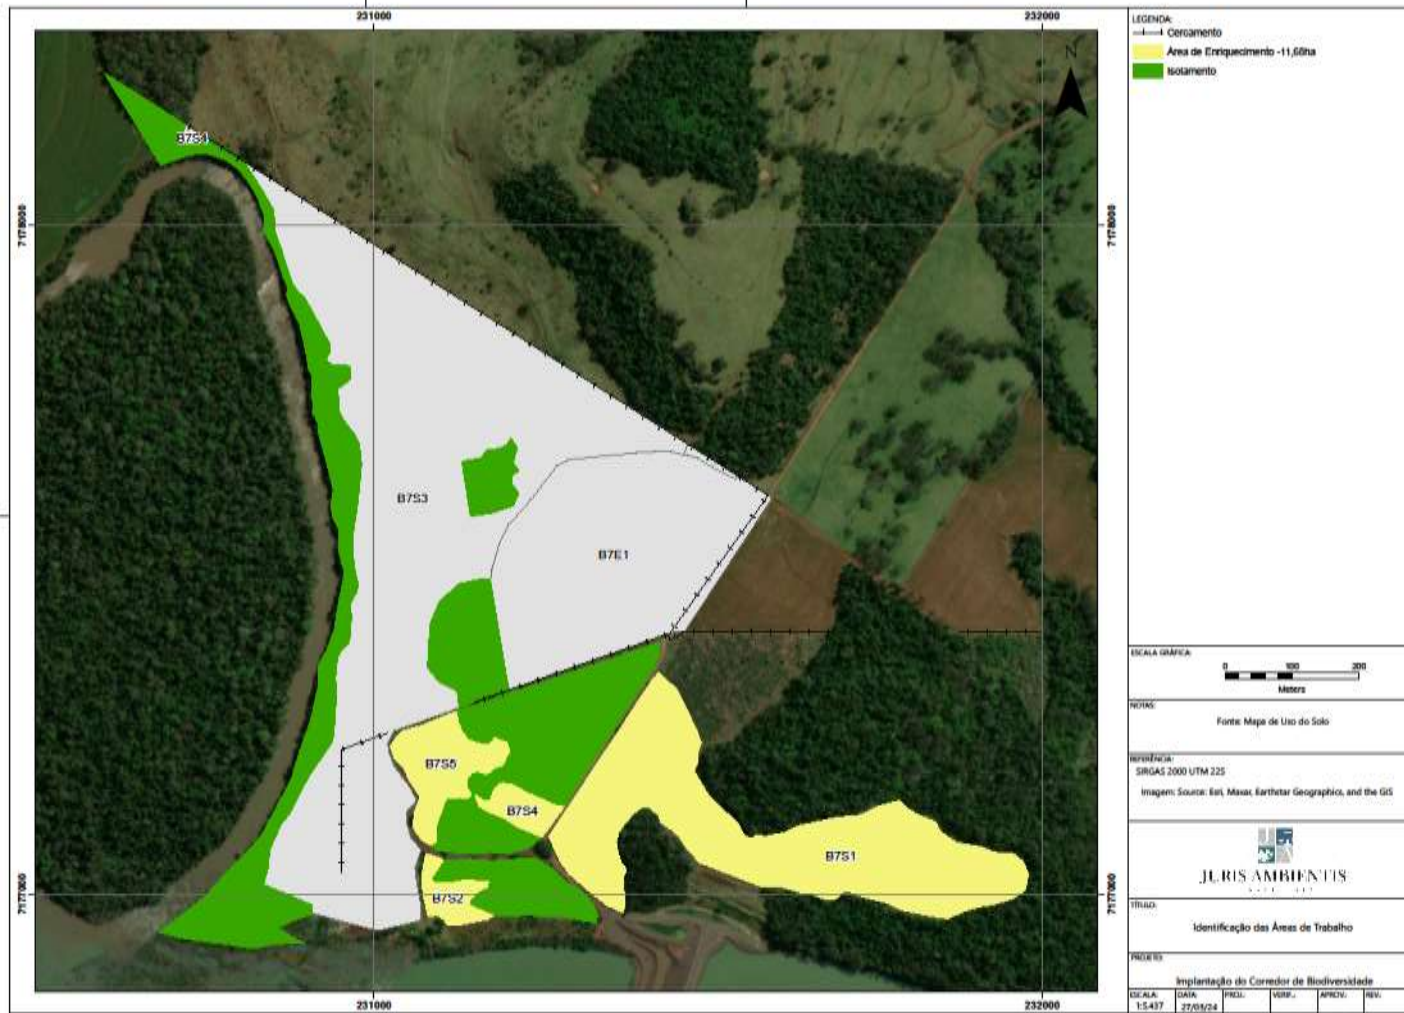 231000
232000
LEGENDA:
Cercamento
Área de Enriquecimento -11,68ha
Isolamento
N
B7S4
7178000
7178000
B7S3
B7E1
B7S5
B7S4
B7S1
B7S2
7177000
7177000
231000
232000
ESCALA GRÁFICA:
0 100 200
Meters
NOTAS:
Fonte: Mapa de Uso do Solo
REFERÊNCIA:
SIRGAS 2000 UTM 22S
Imagem: Source: Esri, Maxar, Earthstar Geographics, and the GIS
JURIS AMBIENTIS
TÍTULO:
Identificação das Áreas de Trabalho
PROJETO:
Implantação do Corredor de Biodiversidade
ESCALA: DATA: PROJ.: VERIF.: APROV.: REV.:
1:5.437